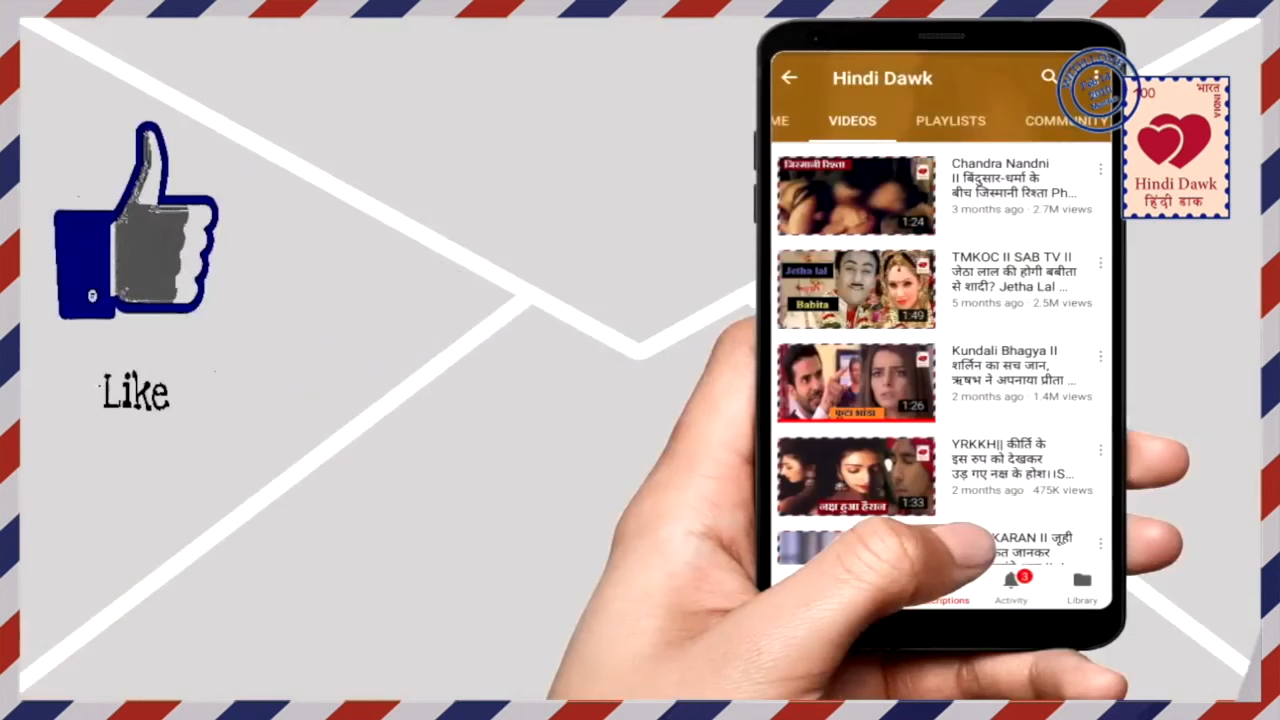 Like
Hindi Dawk
ME VIDEOS PLAYLISTS COMMUNITY
जिस्मानी रिश्ता
1:24
Chandra Nandni
II बिंदुसार-धर्मा के
बीच जिस्मानी रिश्ता Ph...
3 months ago · 2.7M views
Jetha lal
Babita
1:49
TMKOC II SAB TV II
जेठा लाल की होगी बबीता
से शादी? Jetha Lal ...
5 months ago · 2.5M views
फूटा भांडा
1:26
Kundali Bhagya II
शर्लिन का सच जान,
ऋषभ ने अपनाया प्रीता ...
2 months ago · 1.4M views
नक्ष हुआ हैरान
1:33
YRKKH|| कीर्ति के
इस रुप को देखकर
उड़ गए नक्ष के होश।।S...
2 months ago · 475K views
KARAN II जूही
जानकर
3
criptions Activity Library
100 भारत
INDIA
Hindi Dawk
हिंदी डाक